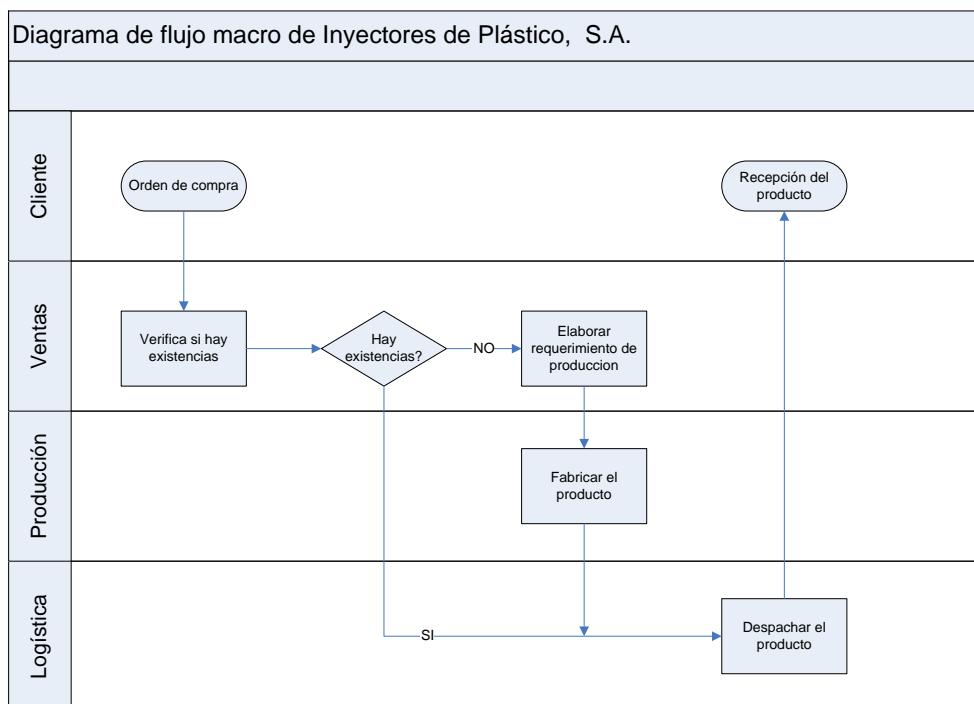 Diagrama de flujo macro de Inyectores de Plástico, S.A.
Cliente
Orden de compra
Recepción del
producto
Ventas
Verifica si hay
existencias
Hay
existencias?
NO
Elaborar
requerimiento de
produccion
Producción
Fabricar el
producto
Logística
SI
Despachar el
producto